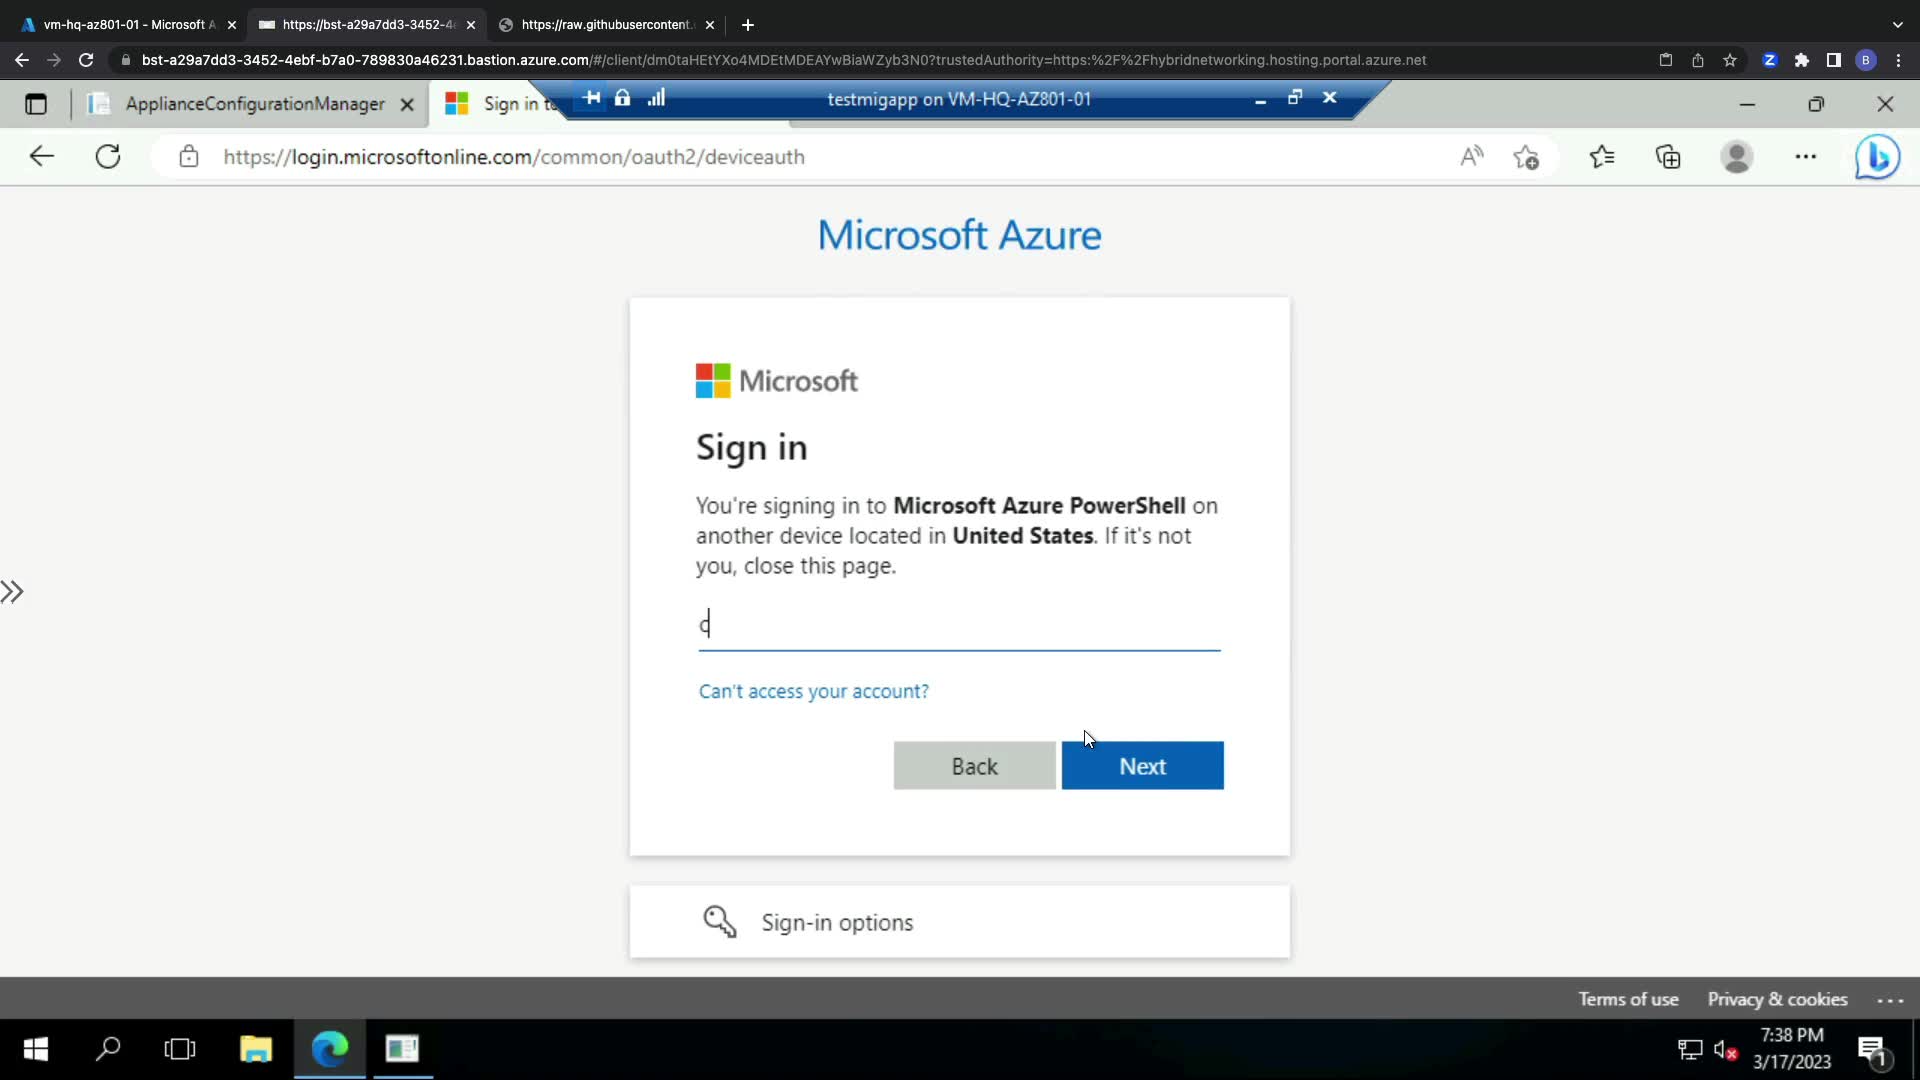 vm-hq-az801-01 - Microsoft A
https://bst-a29a7dd3-3452-4e
https://raw.githubusercontent.
bst-a29a7dd3-3452-4ebf-b7a0-789830a46231.bastion.azure.com/#/client/dm0taHEtYXo4MDEtMDEAYwBiaWZyb3N0?trustedAuthority=https:%2F%2Fhybridnetworking.hosting.portal.azure.net
B
ApplianceConfigurationManager
Sign in to
testmigapp on VM-HQ-AZ801-01
https://login.microsoftonline.com/common/oauth2/deviceauth
Microsoft Azure
Microsoft
Sign in
You're signing in to Microsoft Azure PowerShell on
another device located in United States. If it's not
you, close this page.
c
Can't access your account?
Back
Next
Sign-in options
Terms of use
Privacy & cookies
7:38 PM
3/17/2023
1